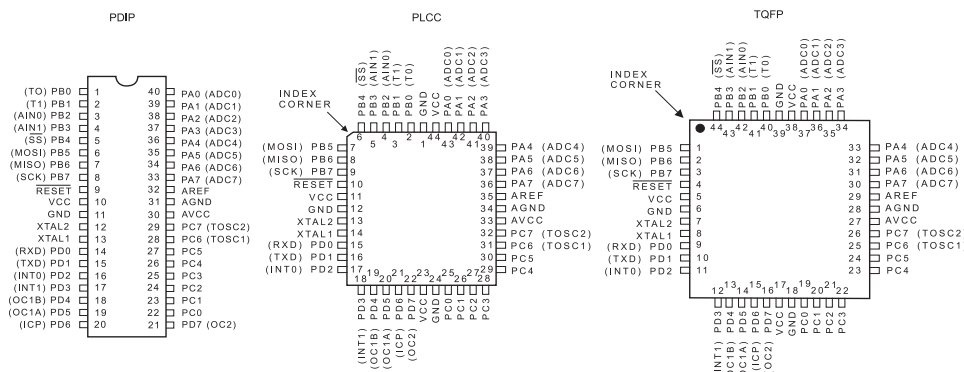 PDIP
(TO) PB0 1 40 PA0 (ADC0)
(T1) PB1 2 39 PA1 (ADC1)
(AIN0) PB2 3 38 PA2 (ADC2)
(AIN1) PB3 4 37 PA3 (ADC3)
(SS) PB4 5 36 PA4 (ADC4)
(MOSI) PB5 6 35 PA5 (ADC5)
(MISO) PB6 7 34 PA6 (ADC6)
(SCK) PB7 8 33 PA7 (ADC7)
RESET 9 32 AREF
VCC 10 31 AGND
GND 11 30 AVCC
XTAL2 12 29 PC7 (TOSC2)
XTAL1 13 28 PC6 (TOSC1)
(RXD) PD0 14 27 PC5
(TXD) PD1 15 26 PC4
(INT0) PD2 16 25 PC3
(INT1) PD3 17 24 PC2
(OC1B) PD4 18 23 PC1
(OC1A) PD5 19 22 PC0
(ICP) PD6 20 21 PD7 (OC2)
PLCC
INDEX
CORNER
PB4 (SS)
PB3 (AIN1)
PB2 (AIN0)
PB1 (T1)
PB0 (T0)
GND
VCC
PA0 (ADC0)
PA1 (ADC1)
PA2 (ADC2)
PA3 (ADC3)
6 5 4 3 2 1 44 43 42 41 40
(MOSI) PB5 7 39 PA4 (ADC4)
(MISO) PB6 8 38 PA5 (ADC5)
(SCK) PB7 9 37 PA6 (ADC6)
RESET 10 36 PA7 (ADC7)
VCC 11 35 AREF
GND 12 34 AGND
XTAL2 13 33 AVCC
XTAL1 14 32 PC7 (TOSC2)
(RXD) PD0 15 31 PC6 (TOSC1)
(TXD) PD1 16 30 PC5
(INT0) PD2 17 29 PC4
18 19 20 21 22 23 24 25 26 27 28
(INT1) PD3
(OC1B) PD4
(OC1A) PD5
(ICP) PD6
(OC2) PD7
VCC
GND
PC0
PC1
PC2
PC3
TQFP
INDEX
CORNER
PB4 (SS)
PB3 (AIN1)
PB2 (AIN0)
PB1 (T1)
PB0 (T0)
GND
VCC
PA0 (ADC0)
PA1 (ADC1)
PA2 (ADC2)
PA3 (ADC3)
44 43 42 41 40 39 38 37 36 35 34
(MOSI) PB5 1 33 PA4 (ADC4)
(MISO) PB6 2 32 PA5 (ADC5)
(SCK) PB7 3 31 PA6 (ADC6)
RESET 4 30 PA7 (ADC7)
VCC 5 29 AREF
GND 6 28 AGND
XTAL2 7 27 AVCC
XTAL1 8 26 PC7 (TOSC2
(RXD) PD0 9 25 PC6 (TOSC1
(TXD) PD1 10 24 PC5
(INT0) PD2 11 23 PC4
12 13 14 15 16 17 18 19 20 21 22
INT1) PD3
OC1B) PD4
OC1A) PD5
(ICP) PD6
OC2) PD7
VCC
GND
PC0
PC1
PC2
PC3